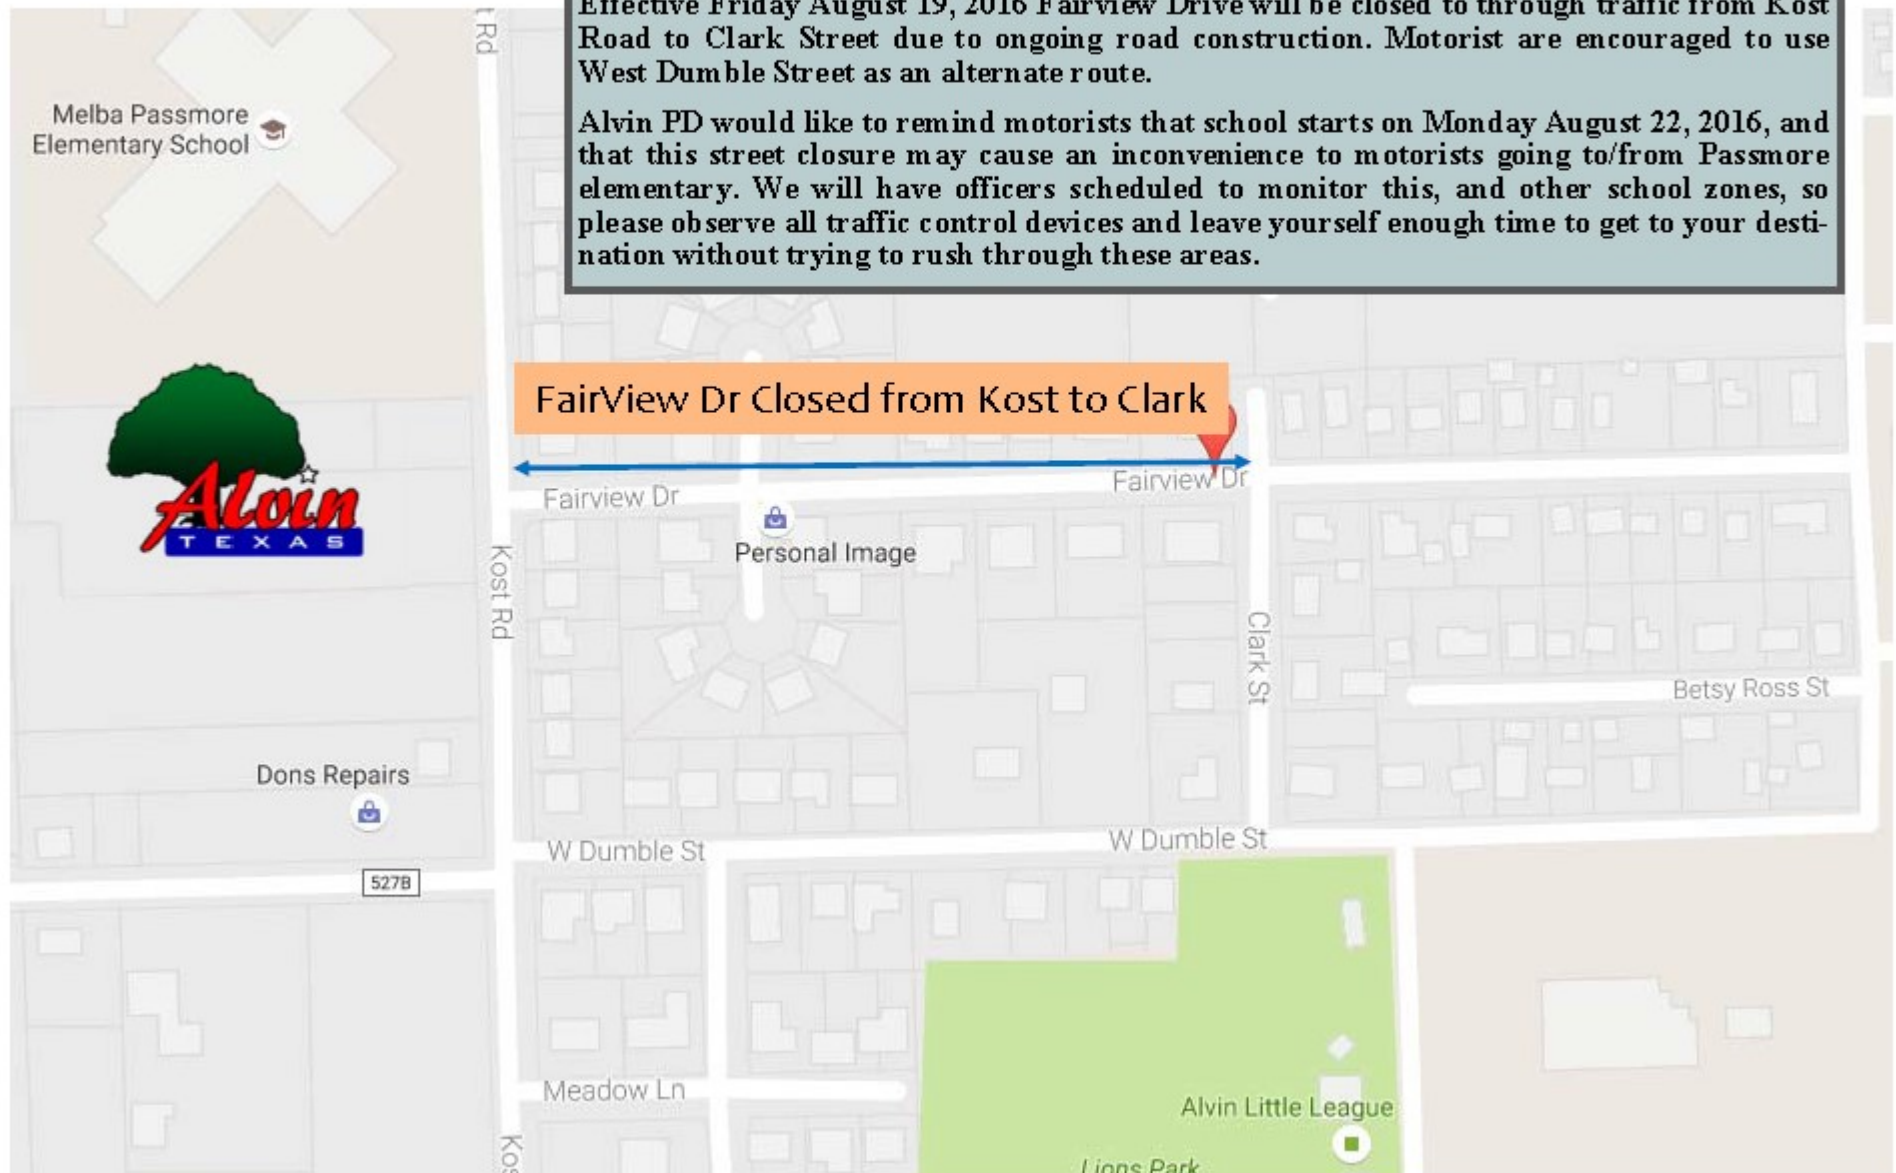 Effective Friday August 19, 2016 Fairview Drive will be closed to through traffic from Kost
Road to Clark Street due to ongoing road construction. Motorist are encouraged to use
West Dumble Street as an alternate route.
Alvin PD would like to remind motorists that school starts on Monday August 22, 2016, and
that this street closure may cause an inconvenience to motorists going to/from Passmore
elementary. We will have officers scheduled to monitor this, and other school zones, so
please observe all traffic control devices and leave yourself enough time to get to your desti-
nation without trying to rush through these areas.
t Rd
Melba Passmore
Elementary School
FairView Dr Closed from Kost to Clark
Alvin
TEXAS
Fairview Dr
Fairview Dr
Personal Image
Kost Rd
Clark St
Betsy Ross St
Dons Repairs
W Dumble St
W Dumble St
527B
Meadow Ln
Alvin Little League
Kos
Lions Park